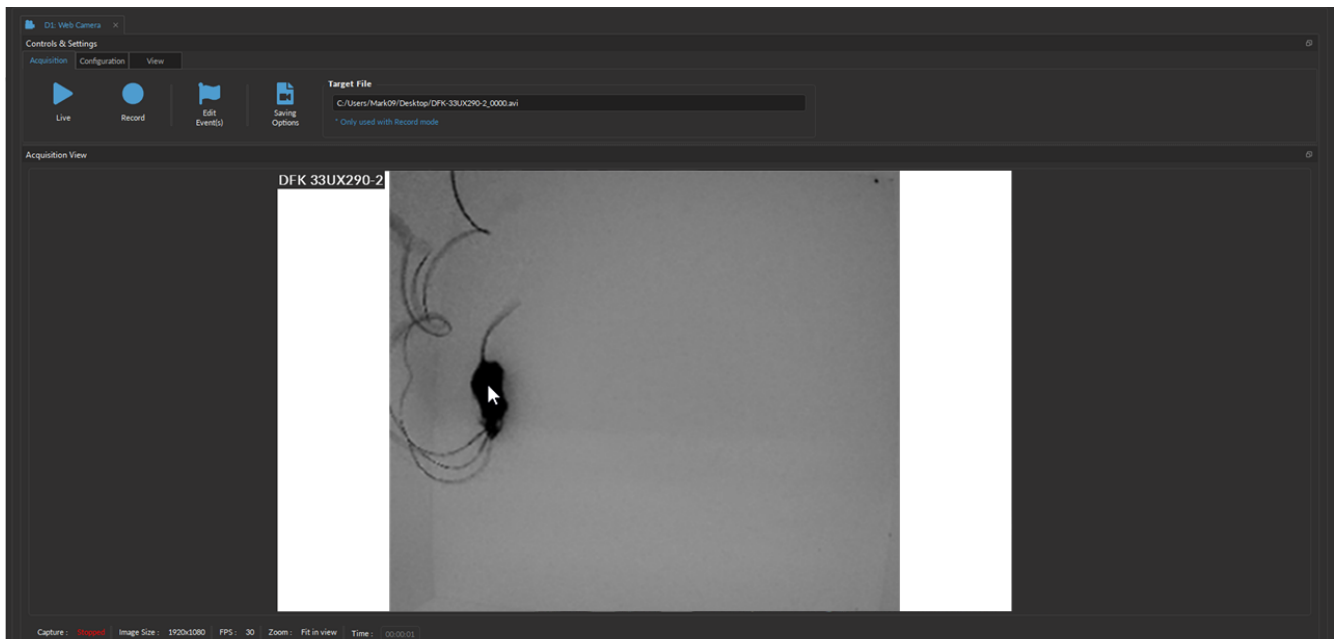 D1: Web Camera ×
Controls & Settings
Acquisition Configuration View
Live
Record
Edit
Event(s)
Saving
Options
Target File
C:/Users/Mark09/Desktop/DFK-33UX290-2_0000.avi
* Only used with Record mode
Acquisition View
DFK 33UX290-2
Capture : Stopped Image Size : 1920x1080 FPS : 30 Zoom : Fit in view Time : 00:00:01